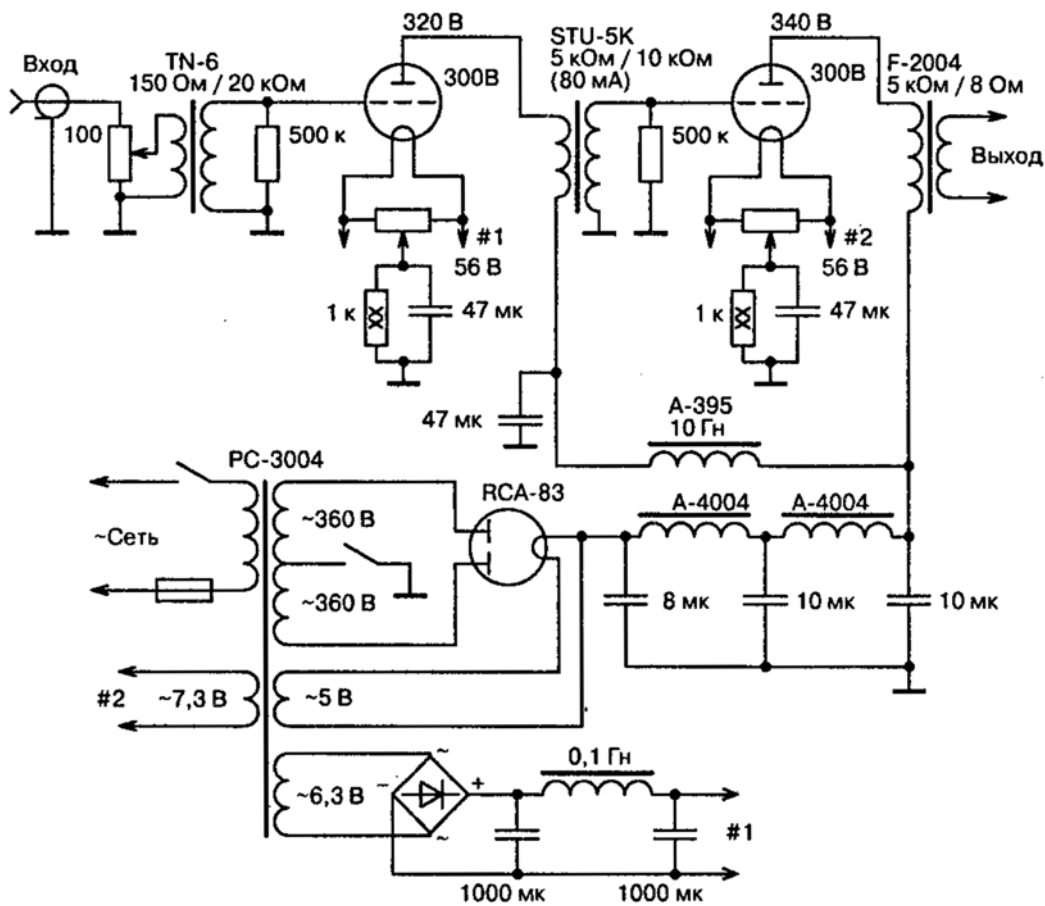 320 В
340 В
Вход
TN-6
150 Ом / 20 кОм
STU-5K
5 кОм / 10 кОм
(80 мА)
300В
300В
F-2004
5 кОм / 8 Ом
100
500 к
500 к
Выход
#1
56 В
#2
56 В
1 к
47 мк
1 к
47 мк
47 мк
А-395
10 Гн
PC-3004
RCA-83
А-4004
А-4004
~Сеть
~360 В
~360 В
8 мк
10 мк
10 мк
#2
~7,3 В
~5 В
~6,3 В
~
−
+
~
0,1 Гн
#1
1000 мк
1000 мк